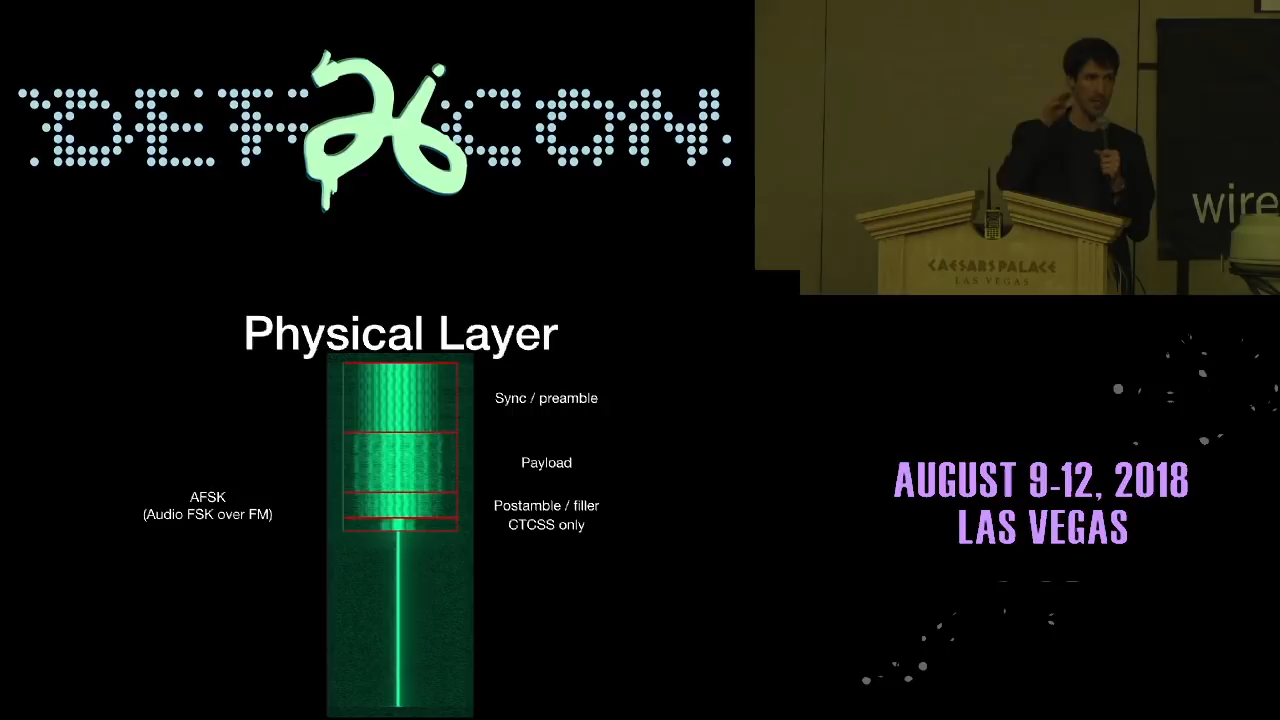 DEF 26 CON
CAESARS PALACE
LAS VEGAS
wire
Physical Layer
Sync / preamble
Payload
AFSK
(Audio FSK over FM)
Postamble / filler
CTCSS only
AUGUST 9-12, 2018
LAS VEGAS